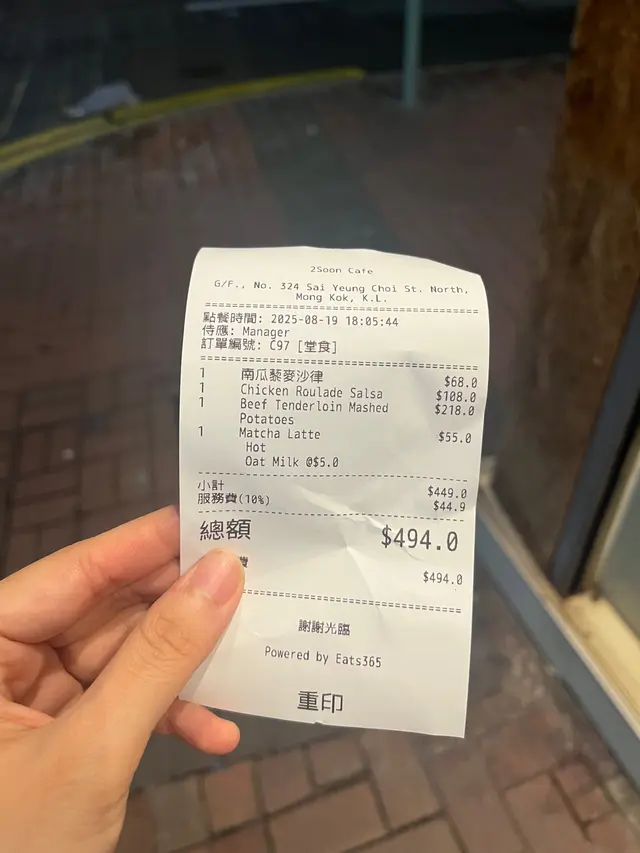 2Soon Cafe
G/F., No. 324 Sai Yeung Choi St. North,
Mong Kok, K.L.
點餐時間: 2025-08-19 18:05:44
侍應: Manager
訂單編號: C97 [堂食]
1 南瓜藜麥沙律 $68.0
1 Chicken Roulade Salsa $108.0
1 Beef Tenderloin Mashed $218.0
Potatoes
1 Matcha Latte $55.0
Hot
Oat Milk @$5.0
小計 $449.0
服務費(10%) $44.9
總額 $494.0
$494.0
謝謝光臨
Powered by Eats365
重印